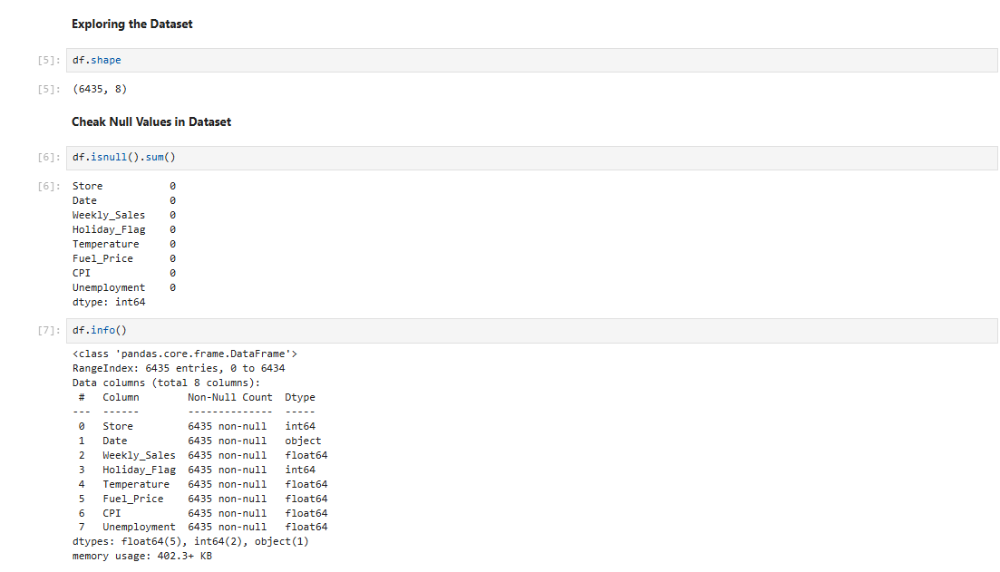 Exploring the Dataset
[5]: df.shape
[5]: (6435, 8)
Cheak Null Values in Dataset
[6]: df.isnull().sum()
[6]: Store           0
Date            0
Weekly_Sales    0
Holiday_Flag    0
Temperature     0
Fuel_Price      0
CPI             0
Unemployment    0
dtype: int64
[7]: df.info()
<class 'pandas.core.frame.DataFrame'>
RangeIndex: 6435 entries, 0 to 6434
Data columns (total 8 columns):
 #   Column        Non-Null Count  Dtype
---  ------        --------------  -----
 0   Store         6435 non-null   int64
 1   Date          6435 non-null   object
 2   Weekly_Sales  6435 non-null   float64
 3   Holiday_Flag  6435 non-null   int64
 4   Temperature   6435 non-null   float64
 5   Fuel_Price    6435 non-null   float64
 6   CPI           6435 non-null   float64
 7   Unemployment  6435 non-null   float64
dtypes: float64(5), int64(2), object(1)
memory usage: 402.3+ KB